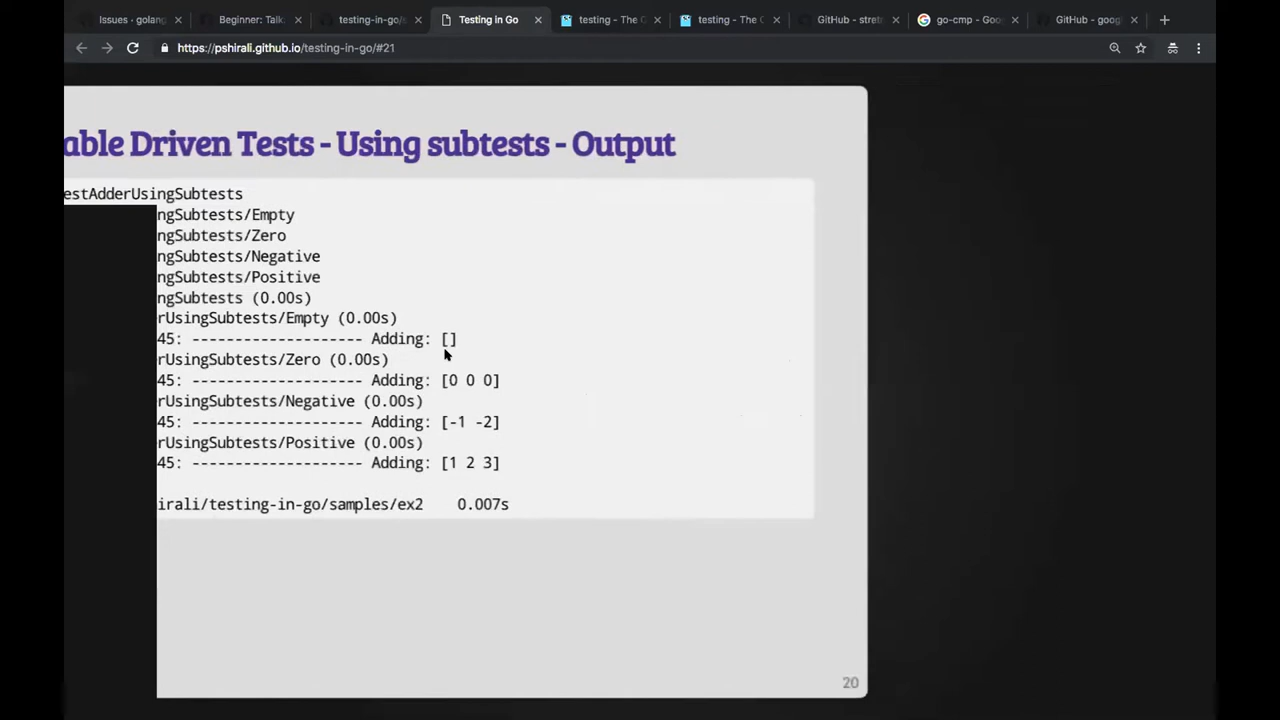 Issues · golang
Beginner: Talk
testing-in-go/s
Testing in Go
testing - The G
testing - The G
GitHub - stretr
go-cmp - Goo
GitHub - googl
https://pshirali.github.io/testing-in-go/#21
able Driven Tests - Using subtests - Output
estAdderUsingSubtests
ngSubtests/Empty
ngSubtests/Zero
ngSubtests/Negative
ngSubtests/Positive
ngSubtests (0.00s)
rUsingSubtests/Empty (0.00s)
45: -------------------- Adding: []
rUsingSubtests/Zero (0.00s)
45: -------------------- Adding: [0 0 0]
rUsingSubtests/Negative (0.00s)
45: -------------------- Adding: [-1 -2]
rUsingSubtests/Positive (0.00s)
45: -------------------- Adding: [1 2 3]
irali/testing-in-go/samples/ex2 0.007s
20